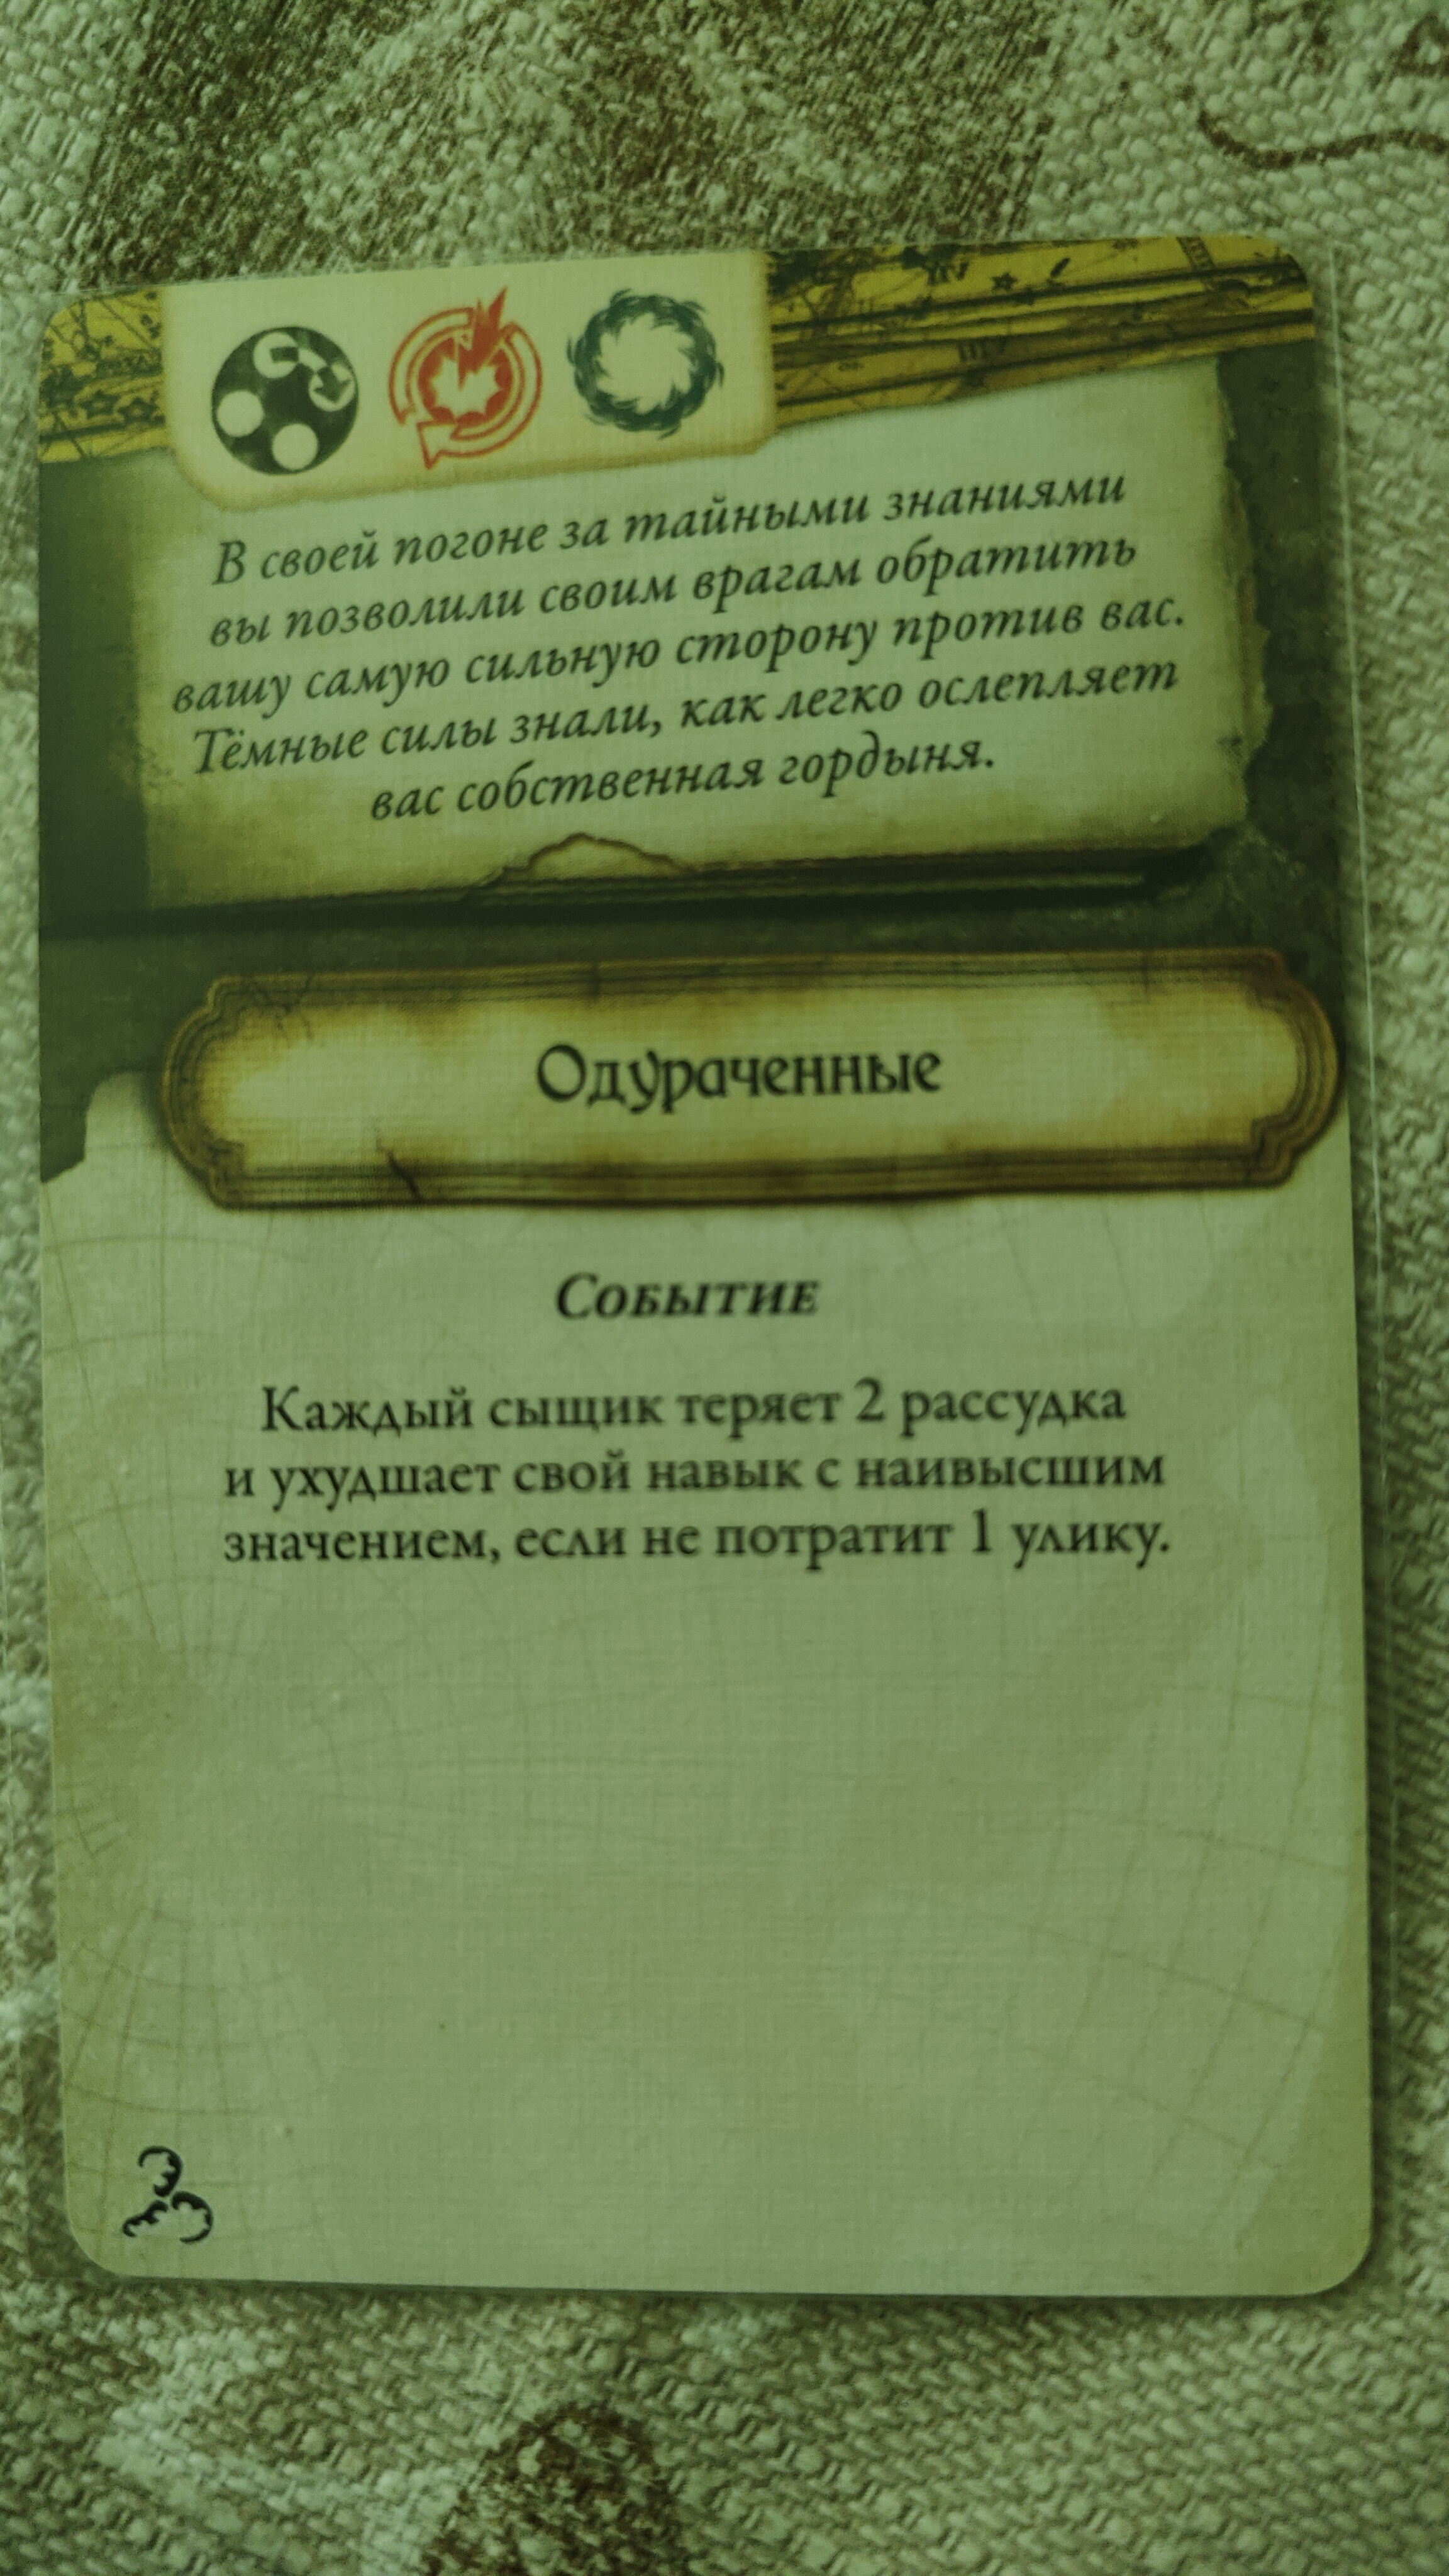 В своей погоне за тайными знаниями
вы позволили своим врагам обратить
вашу самую сильную сторону против вас.
Тёмные силы знали, как легко ослепляет
вас собственная гордыня.
Одураченные
Событие
Каждый сыщик теряет 2 рассудка
и ухудшает свой навык с наивысшим
значением, если не потратит 1 улику.